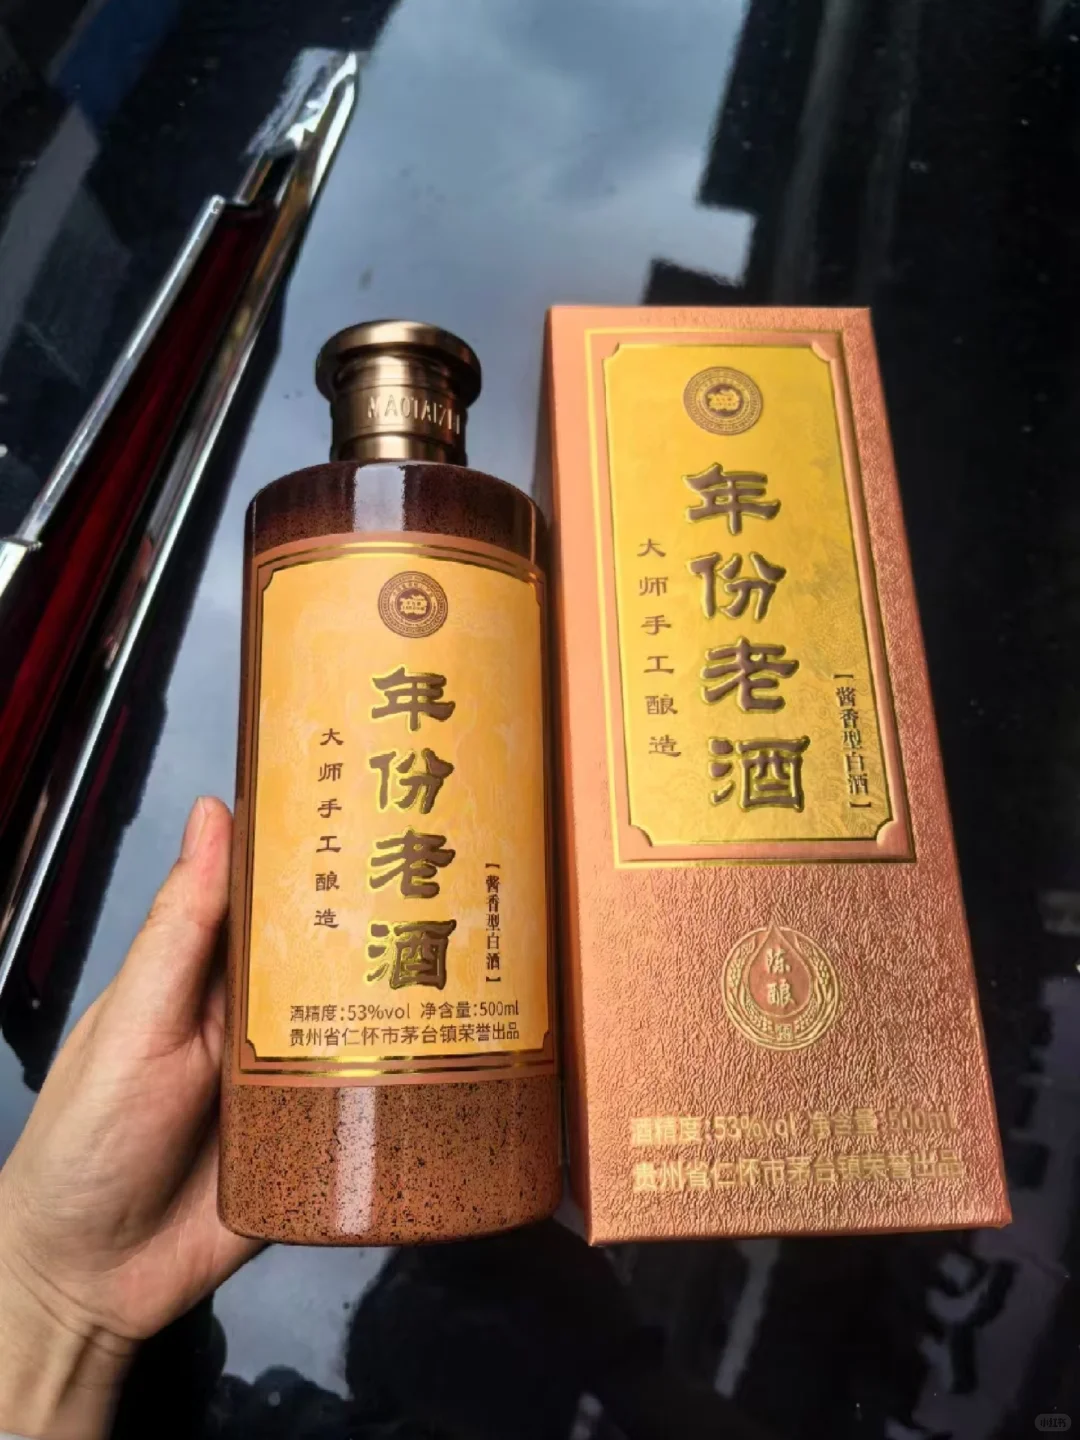 MAOTAIZH
年份老酒
大师手工酿造
【酱香型白酒】
酒精度:53%vol 净含量:500ml
贵州省仁怀市茅台镇荣誉出品
年份老酒
大师手工酿造
【酱香型白酒】
陈酿
酒精度:53%vol 净含量:500ml
贵州省仁怀市茅台镇荣誉出品
小红书